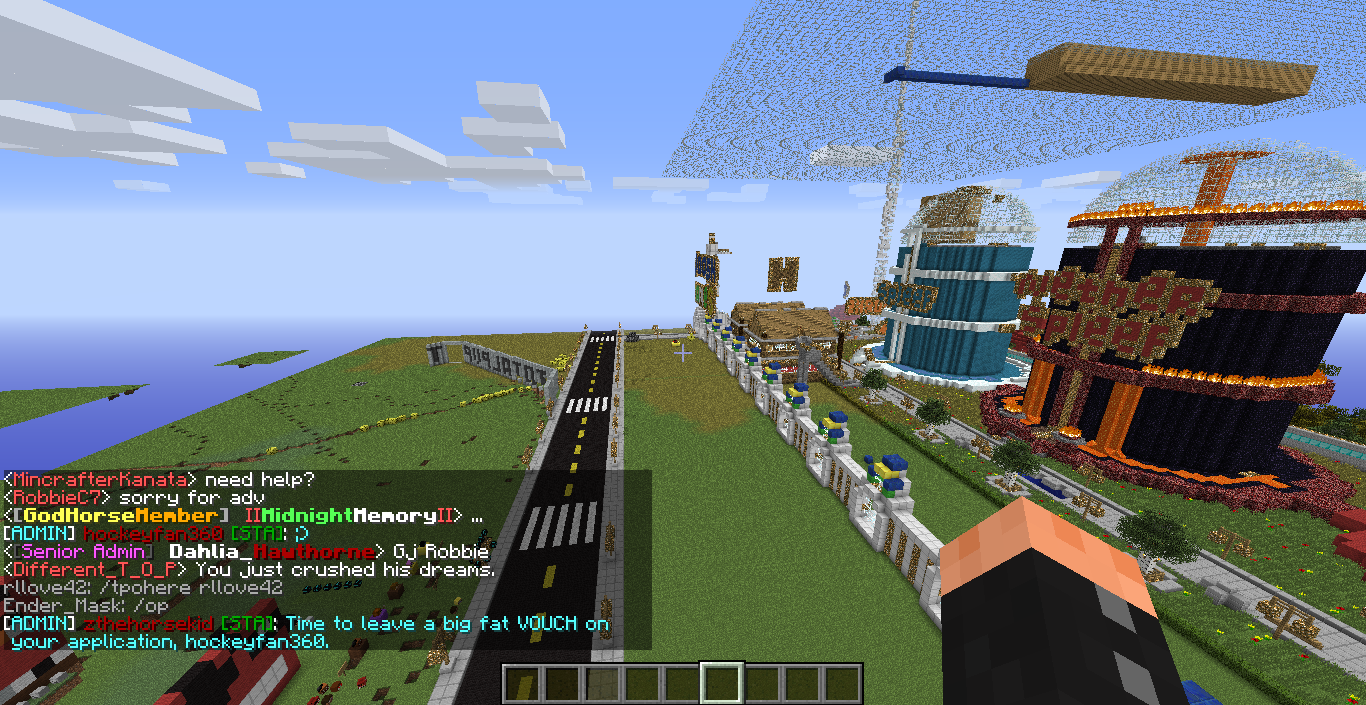 H
TOTALPUP
<MincrafterKanata> need help?
<RobbieC7> sorry for adv
<[GodHorseMember] IIMidnightMemoryII> ...
[ADMIN] hockeyfan360 [STA]: ;)
<[Senior Admin] Dahlia_Hawthorne> Gj Robbie
<Different_T_O_P> You just crushed his dreams.
rllove42: /tpohere rllove42
Ender_Mask: /op
[ADMIN] zthehorsekid [STA]: Time to leave a big fat VOUCH on
your application, hockeyfan360.